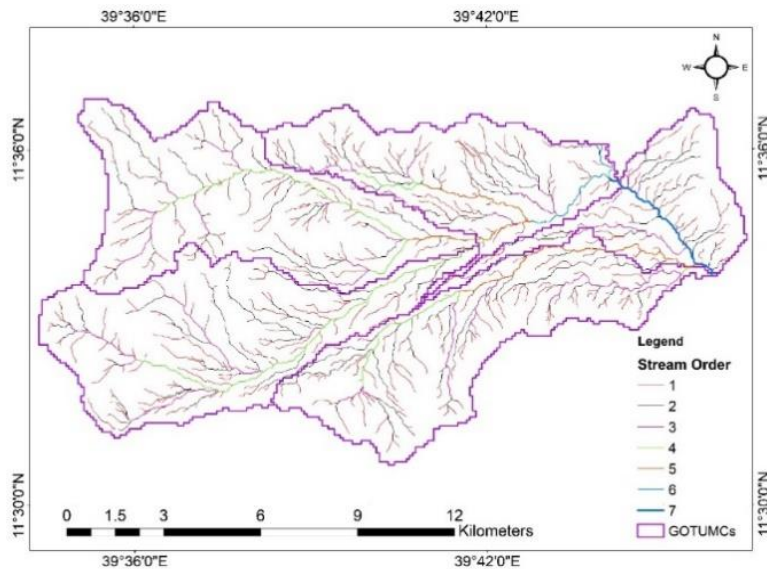 39°36'0"E 39°42'0"E
N
W E
S
11°36'0"N 11°36'0"N
Legend
Stream Order
1
2
3
4
5
6
7
GOTUMCs
11°30'0"N 11°30'0"N
0 1.5 3 6 9 12
Kilometers
39°36'0"E 39°42'0"E